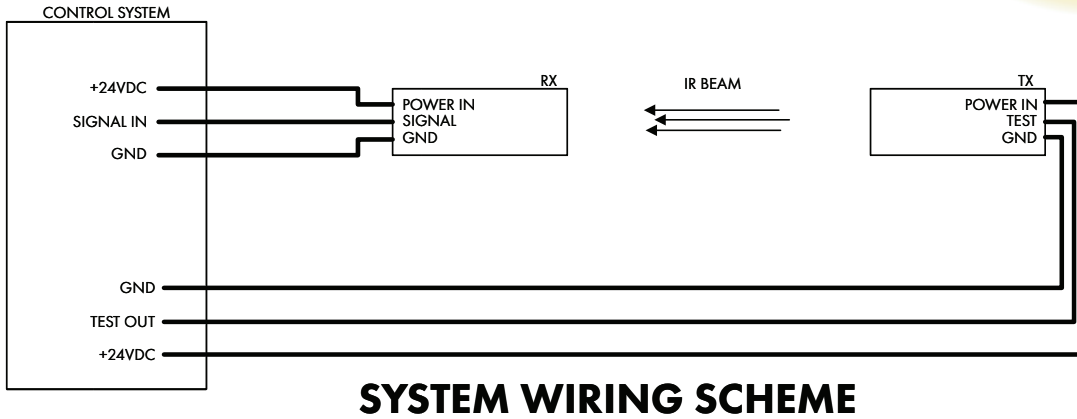 CONTROL SYSTEM
+24VDC
SIGNAL IN
GND
RX
POWER IN
SIGNAL
GND
IR BEAM
TX
POWER IN
TEST
GND
GND
TEST OUT
+24VDC
SYSTEM WIRING SCHEME